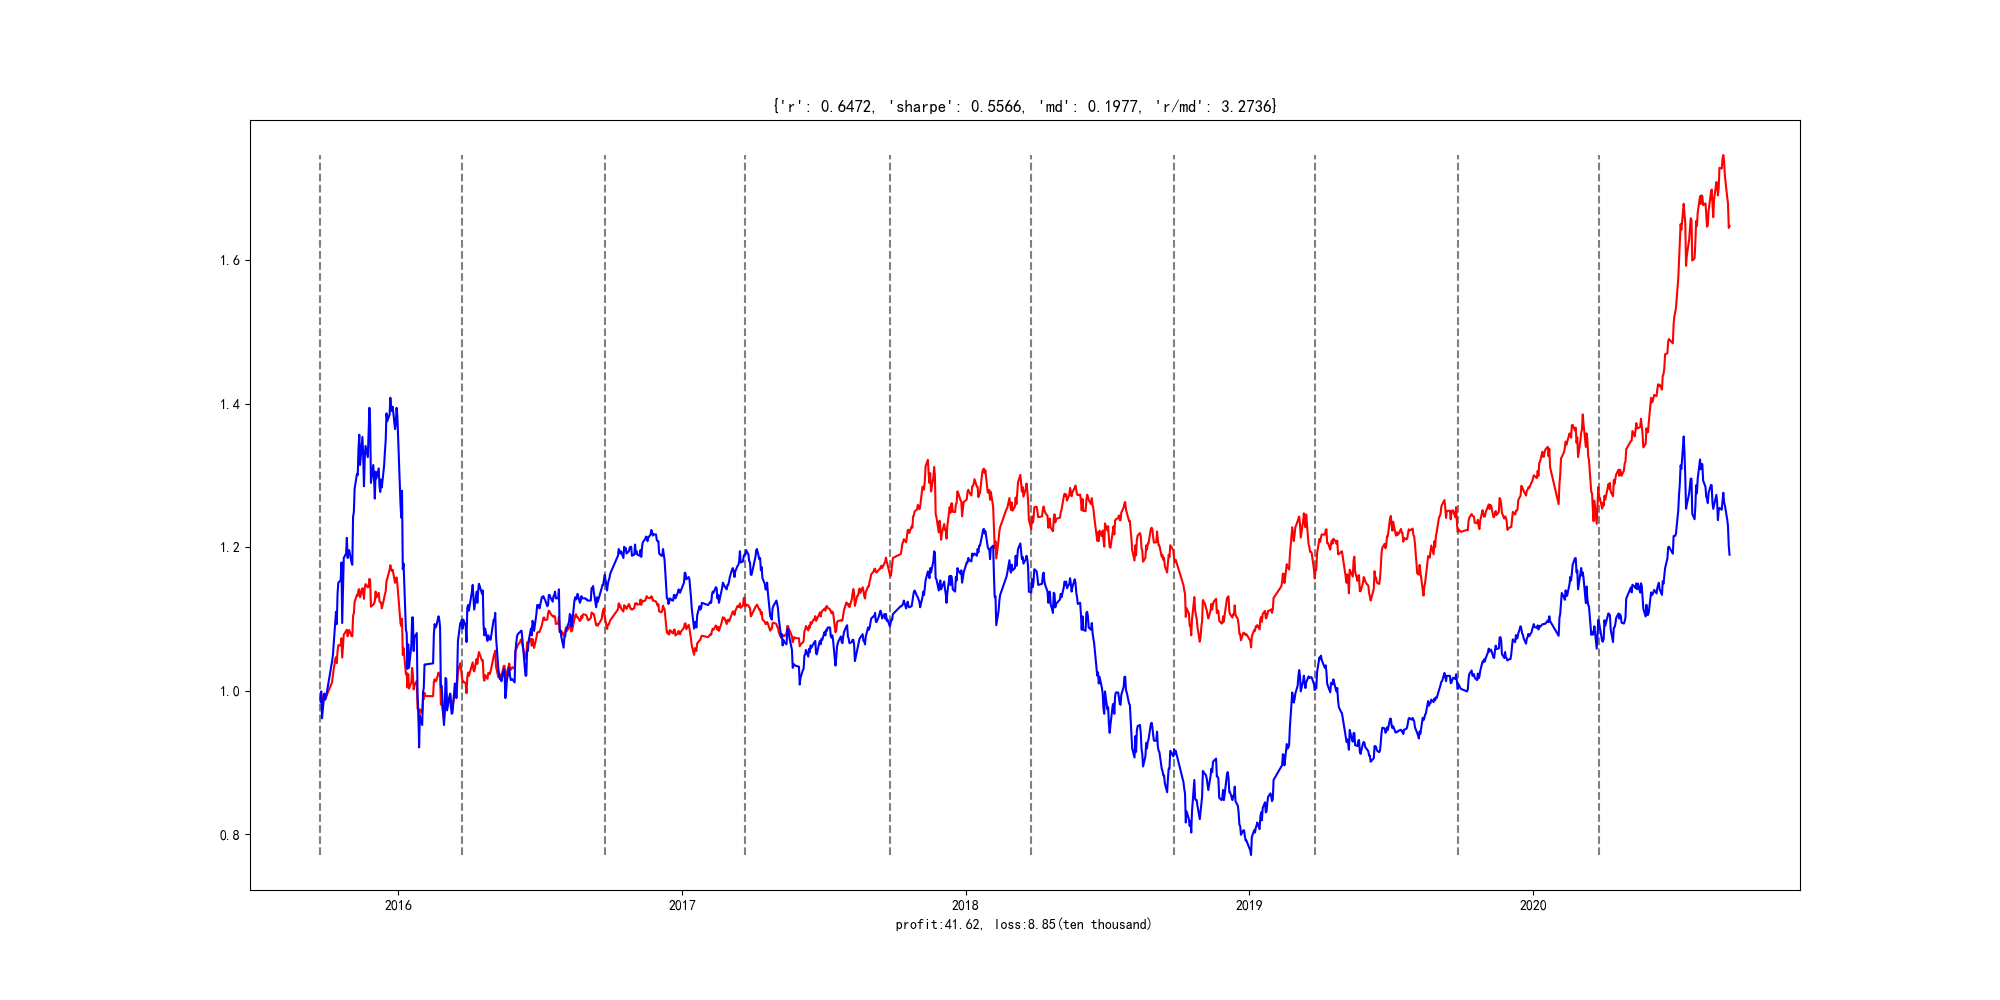 {'r': 0.6472, 'sharpe': 0.5566, 'md': 0.1977, 'r/md': 3.2736}
1.6
1.4
1.2
1.0
0.8
2016 2017 2018 2019 2020
profit:41.62, loss:8.85(ten thousand)